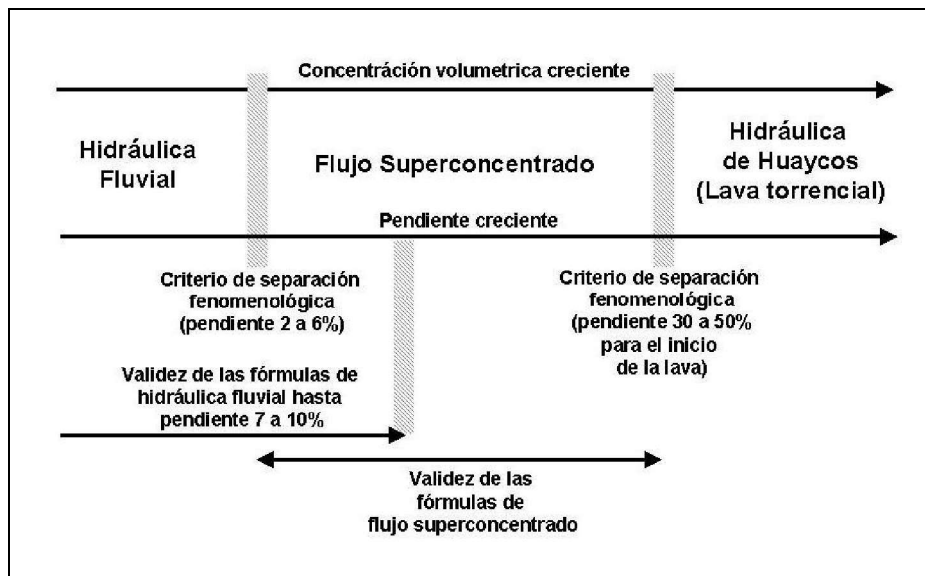 Concentráción volumetrica creciente
Hidráulica
Fluvial
Flujo Superconcentrado
Hidráulica
de Huaycos
(Lava torrencial)
Pendiente creciente
Criterio de separación
fenomenológica
(pendiente 2 a 6%)
Criterio de separación
fenomenológica
(pendiente 30 a 50%
para el inicio
de la lava)
Validez de las fórmulas de
hidráulica fluvial hasta
pendiente 7 a 10%
Validez de las
fórmulas de
flujo superconcentrado